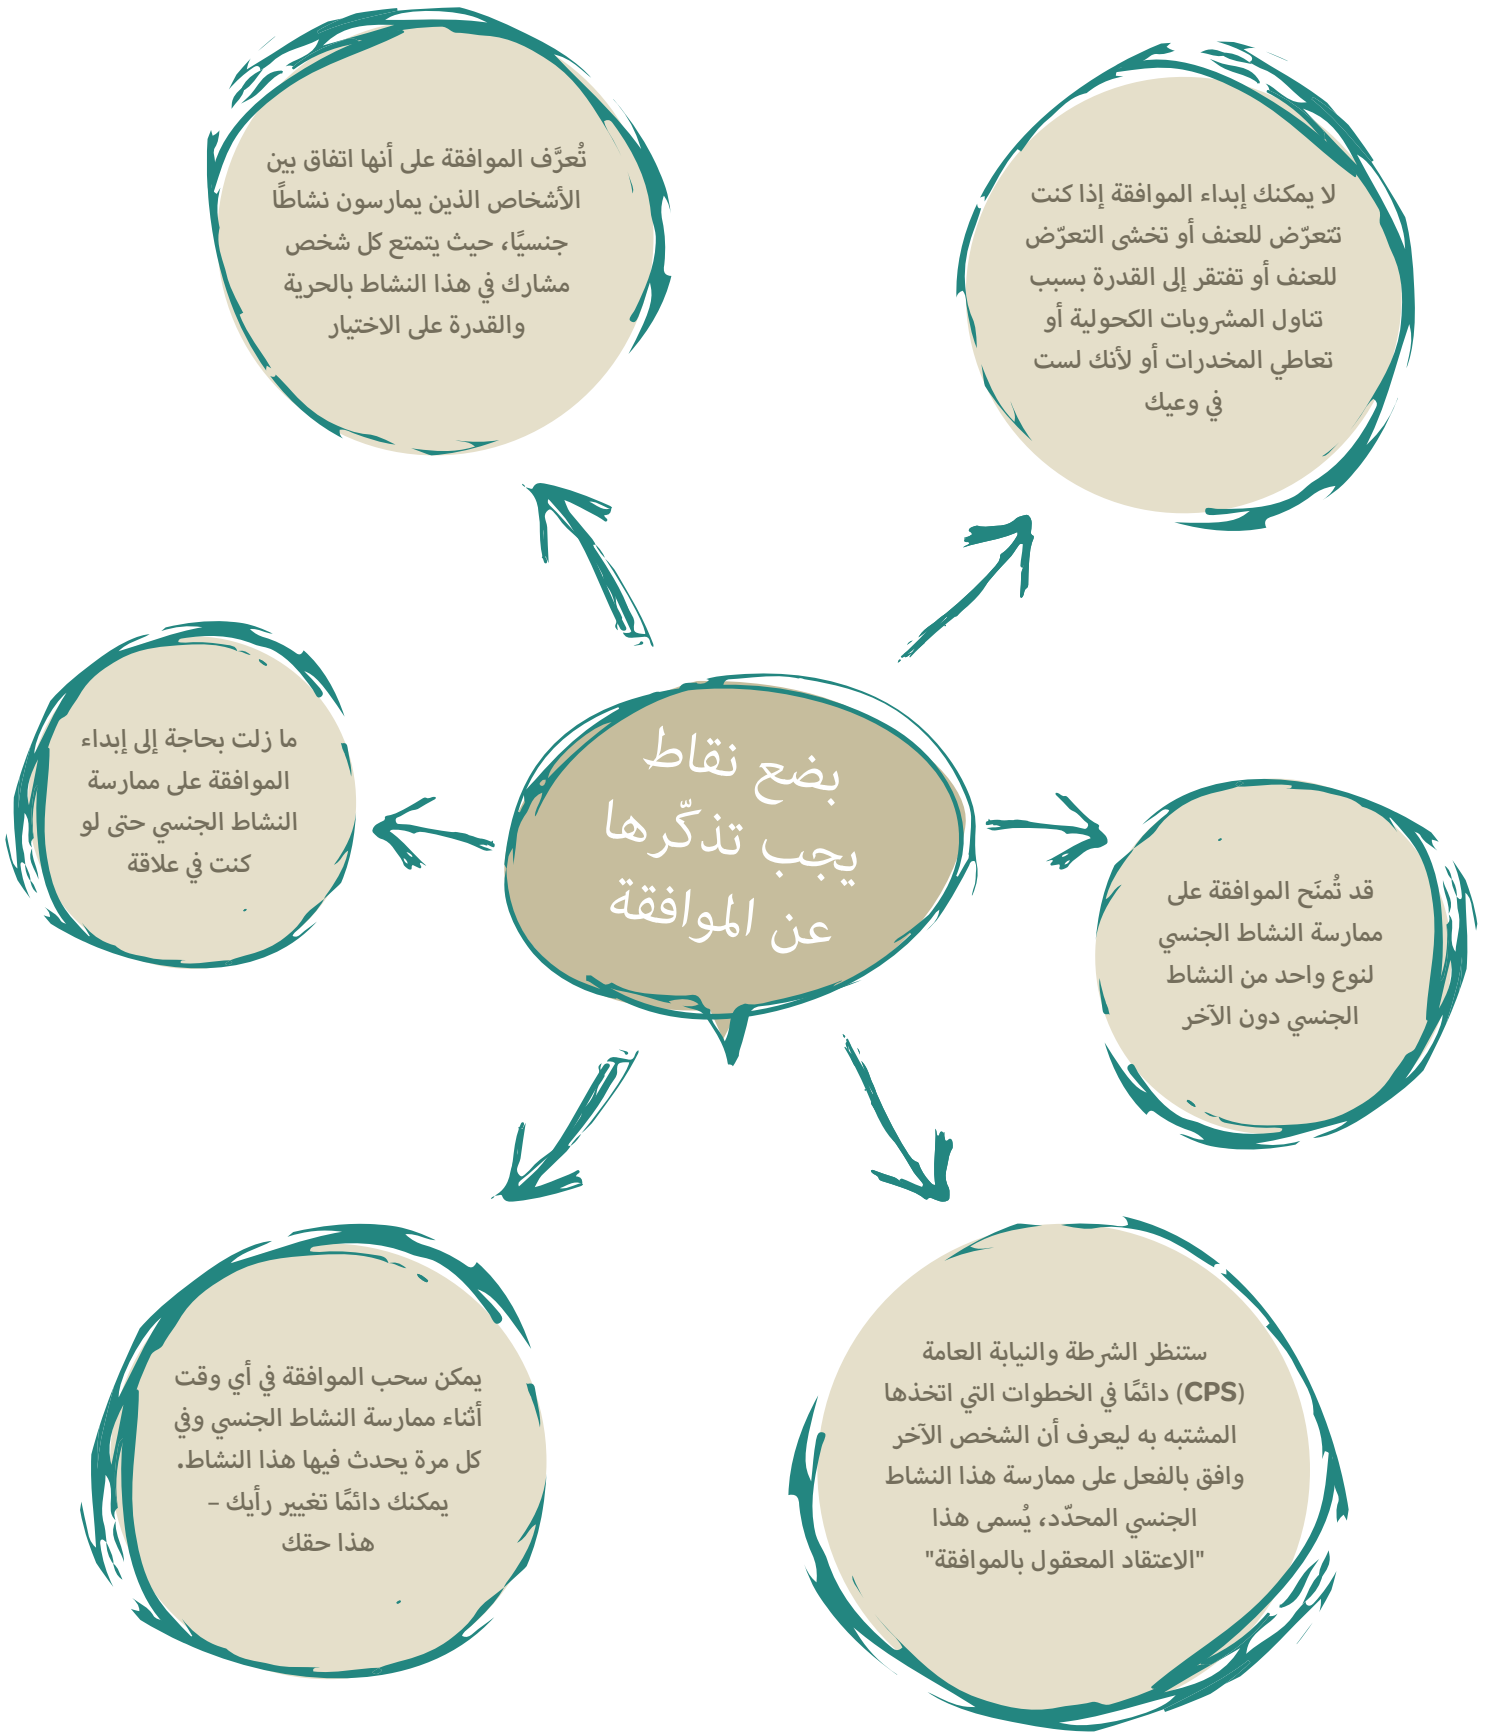 تُعرَّف الموافقة على أنها اتفاق بين
الأشخاص الذين يمارسون نشاطًا
جنسيًا، حيث يتمتع كل شخص
مشارك في هذا النشاط بالحرية
والقدرة على الاختيار
لا يمكنك إبداء الموافقة إذا كنت
تتعرّض للعنف أو تخشى التعرّض
للعنف أو تفتقر إلى القدرة بسبب
تناول المشروبات الكحولية أو
تعاطي المخدرات أو لأنك لست
في وعيك
ما زلت بحاجة إلى إبداء
الموافقة على ممارسة
النشاط الجنسي حتى لو
كنت في علاقة
بضع نقاط
يجب تذكّرها
عن الموافقة
قد تُمنَح الموافقة على
ممارسة النشاط الجنسي
لنوع واحد من النشاط
الجنسي دون الآخر
يمكن سحب الموافقة في أي وقت
أثناء ممارسة النشاط الجنسي وفي
كل مرة يحدث فيها هذا النشاط.
يمكنك دائمًا تغيير رأيك –
هذا حقك
ستنظر الشرطة والنيابة العامة
(CPS) دائمًا في الخطوات التي اتخذها
المشتبه به ليعرف أن الشخص الآخر
وافق بالفعل على ممارسة هذا النشاط
الجنسي المحدّد، يُسمى هذا
"الاعتقاد المعقول بالموافقة"